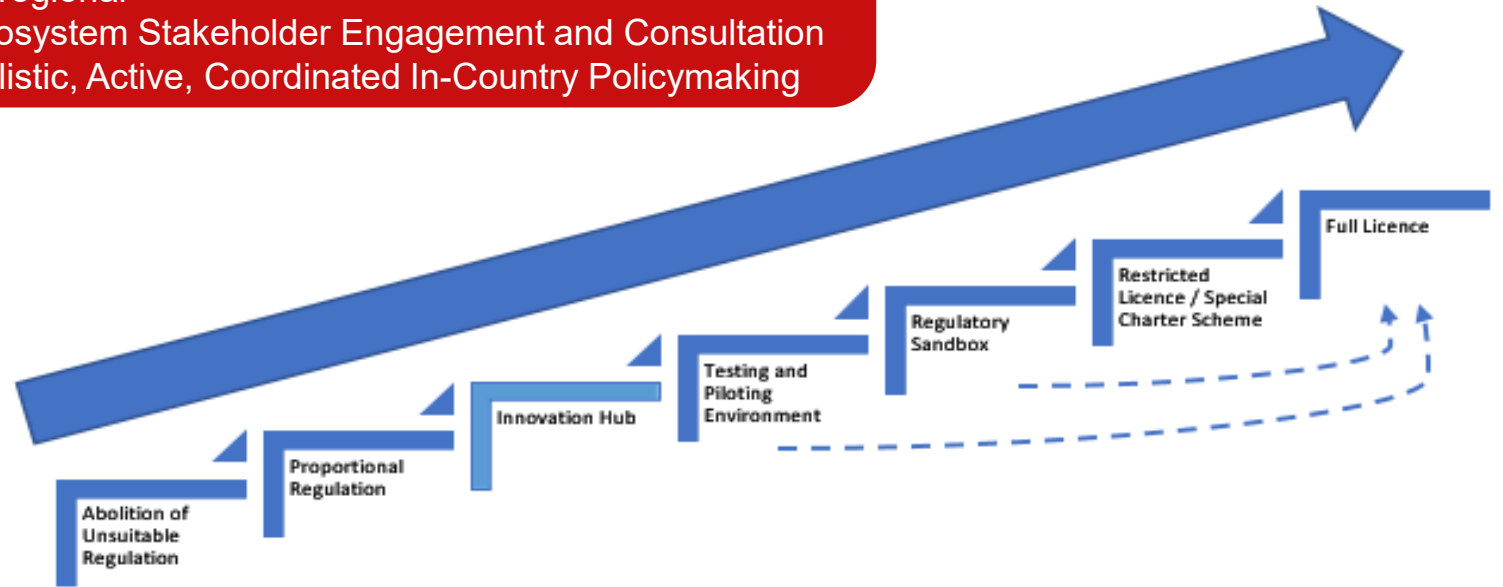 osystem Stakeholder Engagement and Consultation
listic, Active, Coordinated In-Country Policymaking
Full Licence
Restricted
Licence / Special
Charter Scheme
Regulatory
Sandbox
Testing and
Piloting
Environment
Innovation Hub
Proportional
Regulation
Abolition of
Unsuitable
Regulation